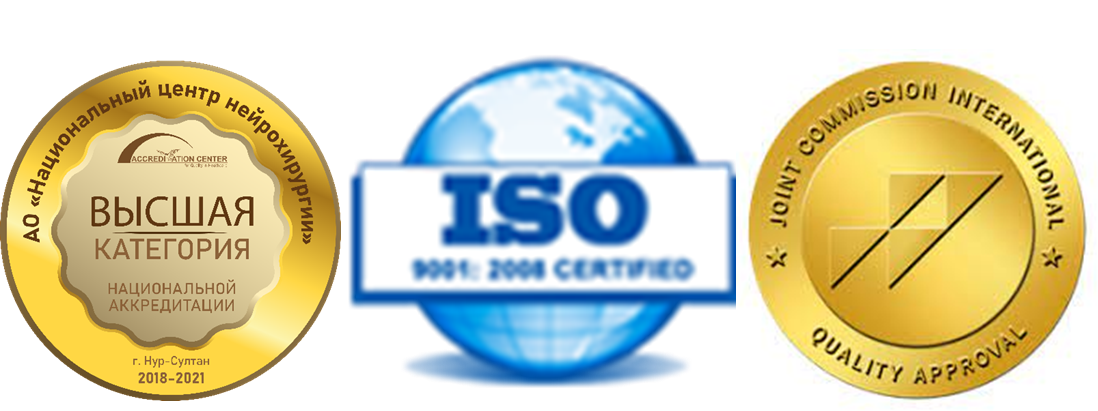 АО «Национальный центр нейрохирургии»
ACCREDITATION CENTER
ВЫСШАЯ
КАТЕГОРИЯ
НАЦИОНАЛЬНОЙ
АККРЕДИТАЦИИ
г. Нур-Султан
2018-2021
ISO
9001: 2008 CERTIFIED
JOINT COMMISSION INTERNATIONAL
QUALITY APPROVAL